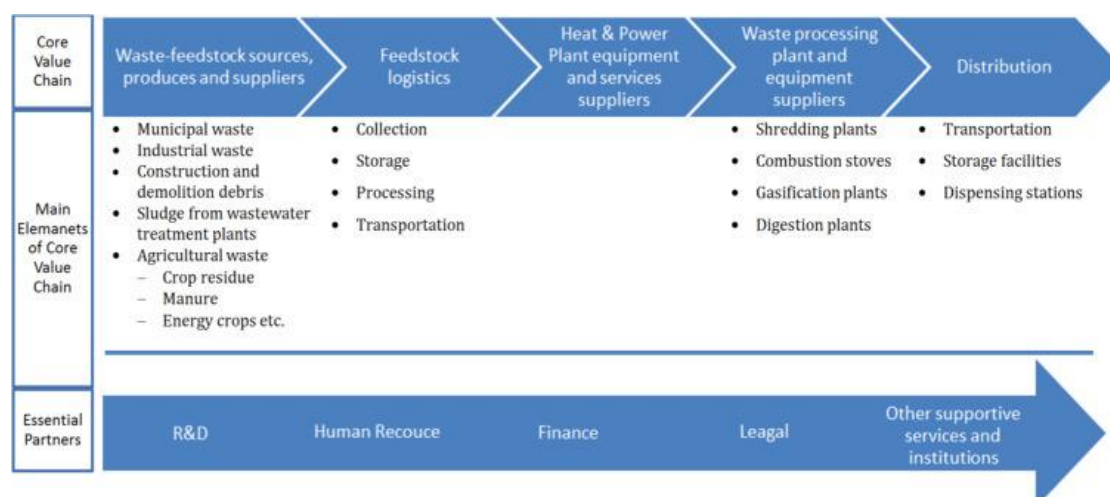 Core
Value
Chain
Waste-feedstock sources,
produces and suppliers
Feedstock
logistics
Heat & Power
Plant equipment
and services
suppliers
Waste processing
plant and
equipment
suppliers
Distribution
Main
Elemanets
of Core
Value
Chain
• Municipal waste
• Industrial waste
• Construction and
demolition debris
• Sludge from wastewater
treatment plants
• Agricultural waste
– Crop residue
– Manure
– Energy crops etc.
• Collection
• Storage
• Processing
• Transportation
• Shredding plants
• Combustion stoves
• Gasification plants
• Digestion plants
• Transportation
• Storage facilities
• Dispensing stations
Essential
Partners
R&D
Human Recouce
Finance
Leagal
Other supportive
services and
institutions